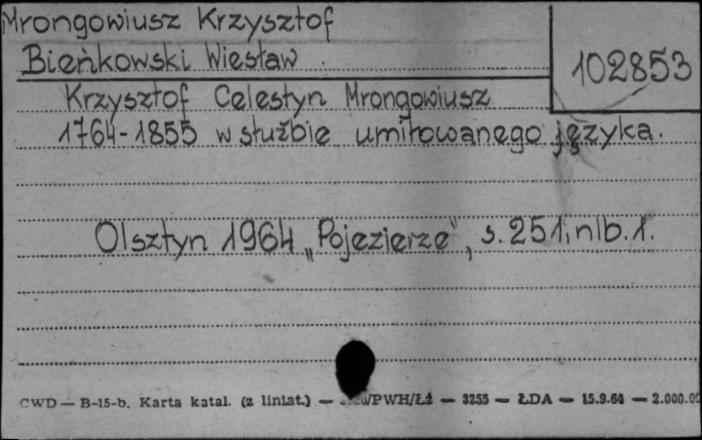 Mrongowiusz Krzysztof
Bieńkowski Wiesław
102853
Krzysztof Celestyn Mrongowiusz
1764-1855 w służbie umiłowanego języka.
Olsztyn 1964 „Pojezierze", s. 251, nlb. 1.
CWD — B-15-b. Karta katal. (z liniat.) — /PWH/Łż — 3255 — ŁDA — 15.9.64 — 2.000.00